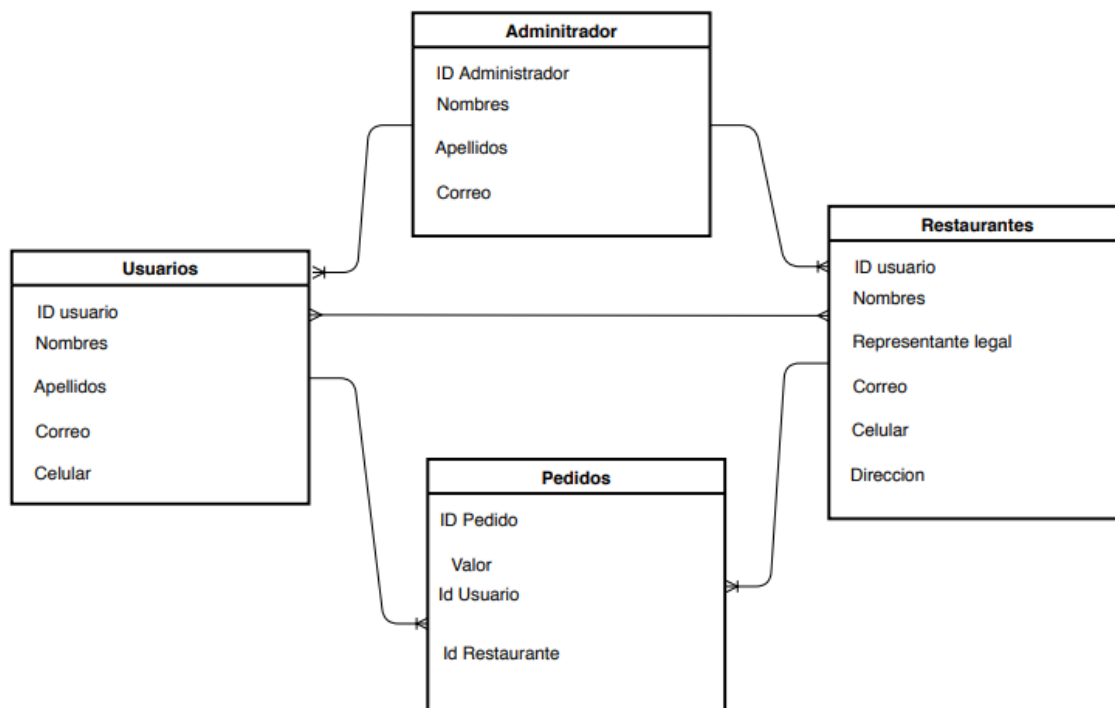 Adminitrador
ID Administrador
Nombres
Apellidos
Correo
Usuarios
ID usuario
Nombres
Apellidos
Correo
Celular
Restaurantes
ID usuario
Nombres
Representante legal
Correo
Celular
Direccion
Pedidos
ID Pedido
Valor
Id Usuario
Id Restaurante